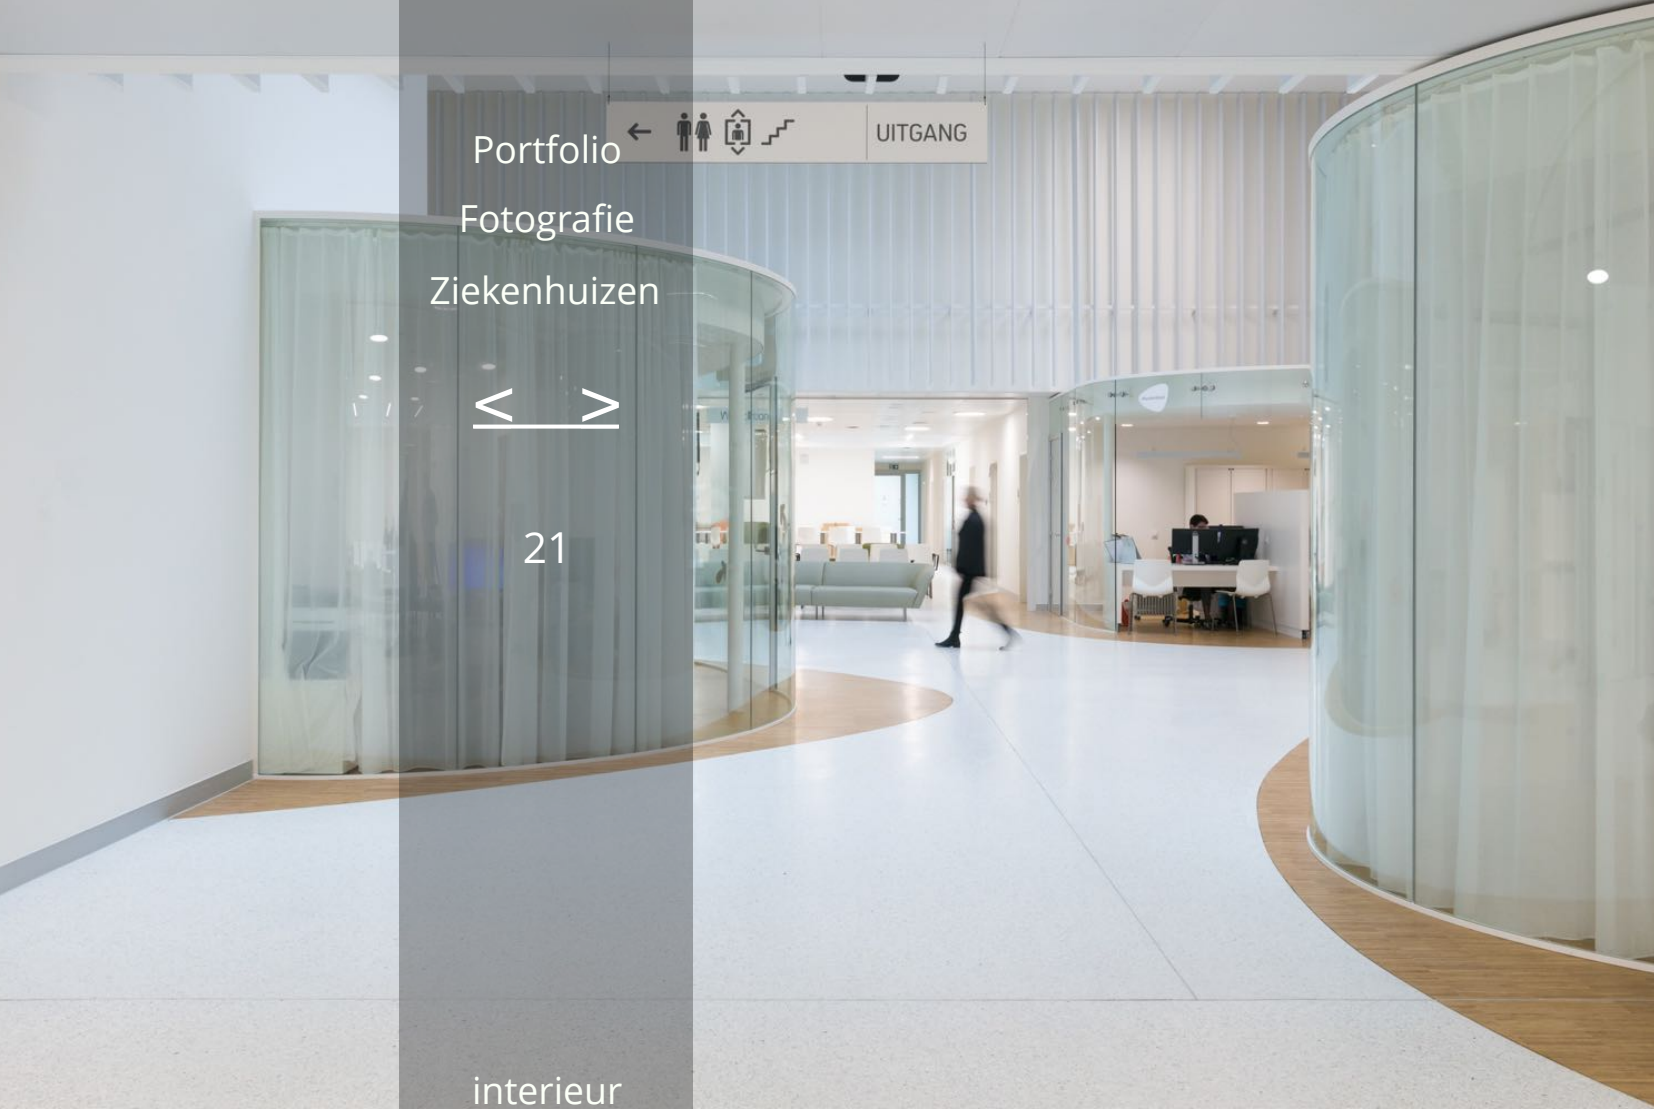 Portfolio
← UITGANG
Fotografie
Ziekenhuizen
< >
21
interieur